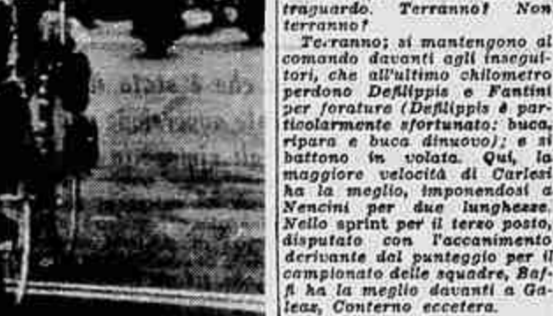 traguardo. Terranno? Non
terranno?
Terranno; si mantengono al
comando davanti agli insegui-
tori, che all'ultimo chilometro
perdono Defilippis e Fantini
per forature (Defilippis è par-
ticolarmente sfortunato: buca,
ripara e buca dinuovo); e si
battono in volata. Qui, la
maggiore velocità di Carlesi
ha la meglio, imponendosi a
Nencini per due lunghezze.
Nello sprint per il terzo posto,
disputato con l'accanimento
derivante dal punteggio per il
campionato delle squadre, Baf-
fi ha la meglio davanti a Ga-
leaz, Conterno eccetera.